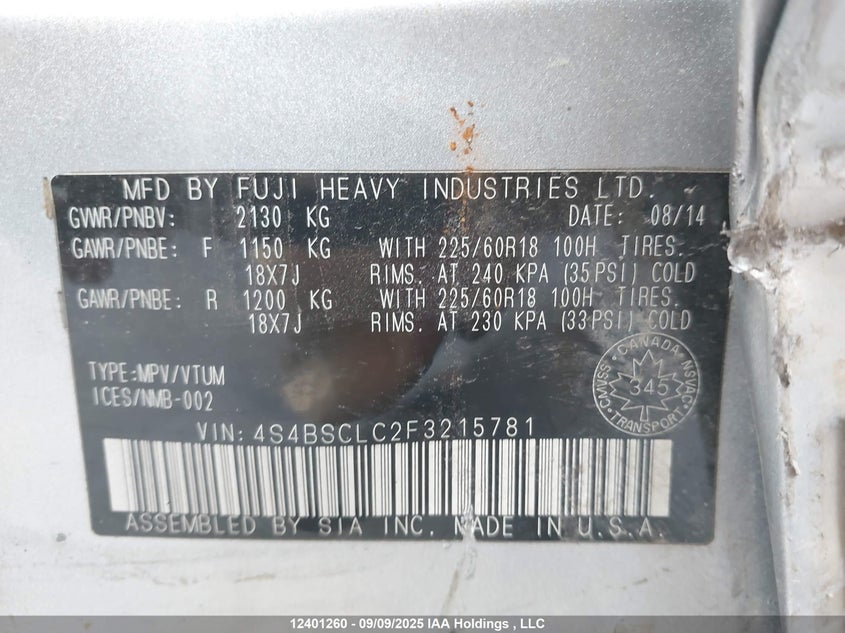 MFD BY FUJI HEAVY INDUSTRIES LTD.
GVWR/PNBV: 2130 KG DATE: 08/14
GAWR/PNBE: F 1150 KG WITH 225/60R18 100H TIRES.
18X7J RIMS. AT 240 KPA (35PSI) COLD
GAWR/PNBE: R 1200 KG WITH 225/60R18 100H TIRES.
18X7J RIMS. AT 230 KPA (33PSI) COLD
TYPE:MPV/VTUM
ICES/NMB-002
CANADA
SSMVAC NSVAC
345
VIN: 4S4BSCLC2F3215781
ASSEMBLED BY SIA INC. MADE IN U.S.A.
12401260 - 09/09/2025 IAA Holdings , LLC